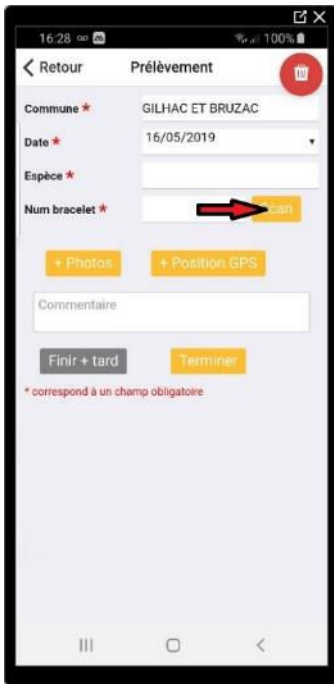 16:28 100%
Retour Prélèvement
Commune * GILHAC ET BRUZAC
Date * 16/05/2019
Espèce *
Num bracelet * Scan
+ Photos + Position GPS
Commentaire
Finir + tard Terminer
* correspond à un champ obligatoire